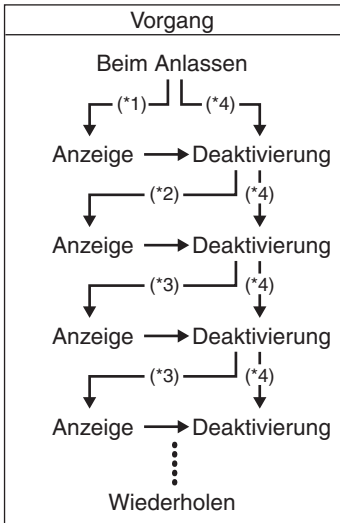 Vorgang
Beim Anlassen
(*1) (*4)
Anzeige Deaktivierung
(*2) (*4)
Anzeige Deaktivierung
(*3) (*4)
Anzeige Deaktivierung
(*3) (*4)
Anzeige Deaktivierung
Wiederholen